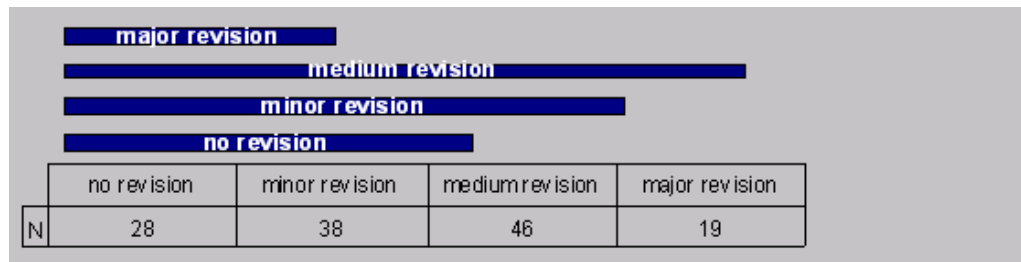 major revision
medium revision
minor revision
no revision
no revision minor revision medium revision major revision
N 28 38 46 19